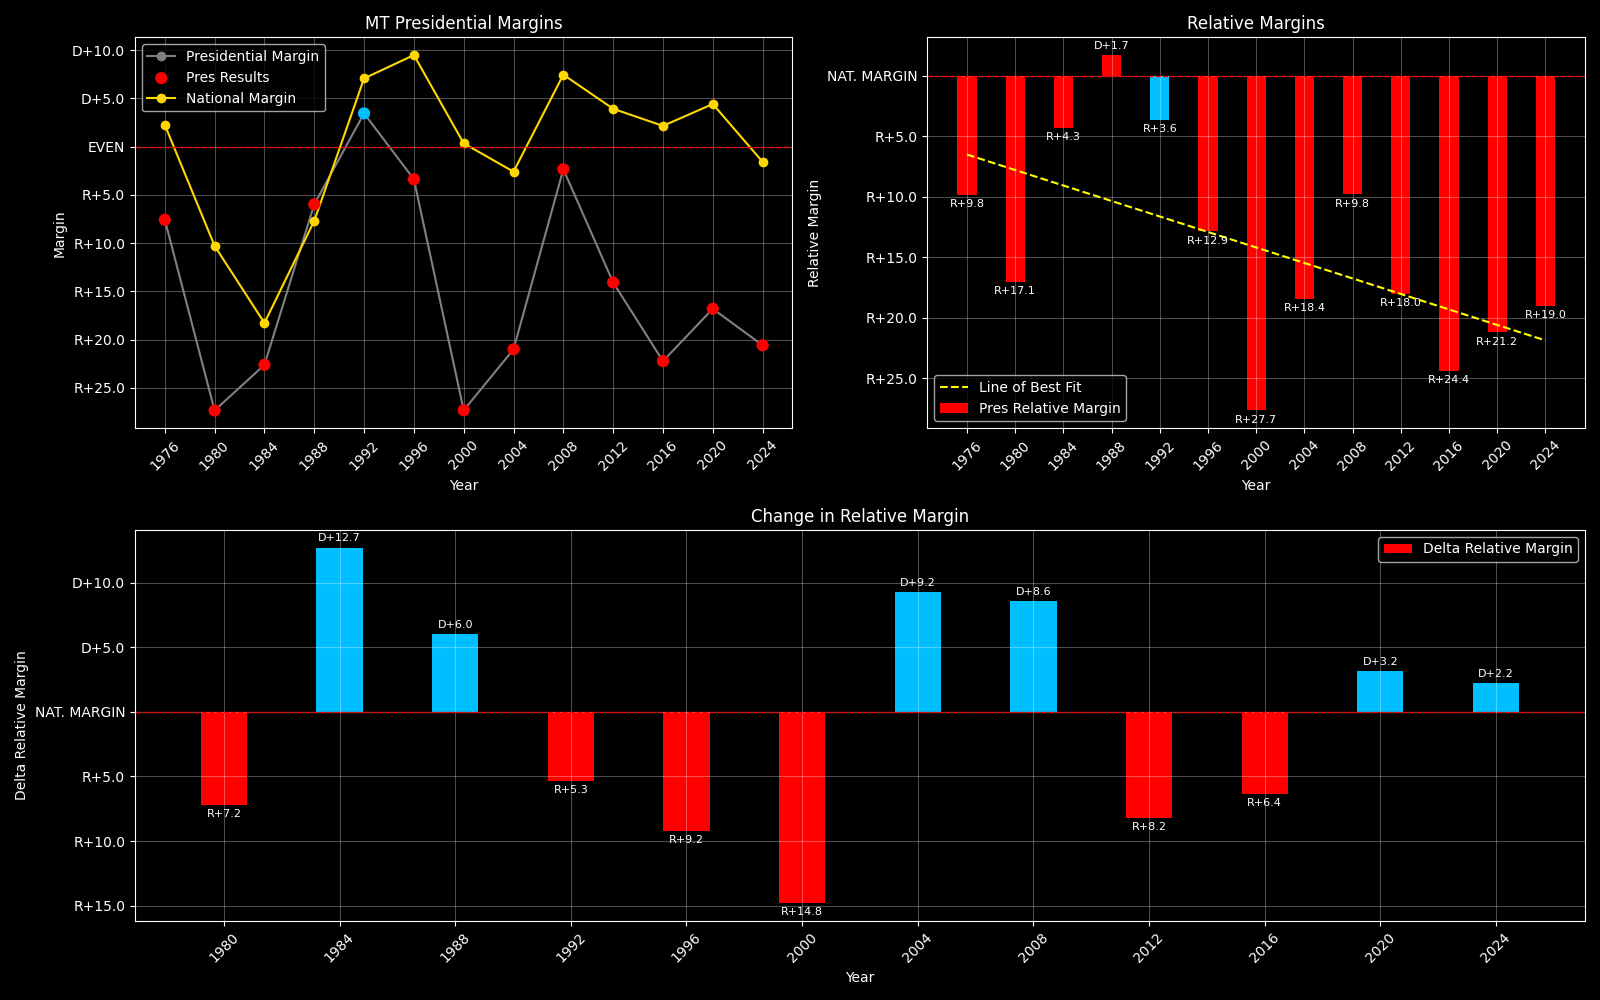 MT Presidential Margins
Presidential Margin
Pres Results
National Margin
D+10.0
D+5.0
EVEN
R+5.0
R+10.0
R+15.0
R+20.0
R+25.0
Margin
1976
1980
1984
1988
1992
1996
2000
2004
2008
2012
2016
2020
2024
Year
Relative Margins
NAT. MARGIN
R+5.0
R+10.0
R+15.0
R+20.0
R+25.0
Relative Margin
R+9.8
R+17.1
R+4.3
D+1.7
R+3.6
R+12.9
R+27.7
R+18.4
R+9.8
R+18.0
R+24.4
R+21.2
R+19.0
Line of Best Fit
Pres Relative Margin
1976
1980
1984
1988
1992
1996
2000
2004
2008
2012
2016
2020
2024
Year
Change in Relative Margin
Delta Relative Margin
D+10.0
D+5.0
NAT. MARGIN
R+5.0
R+10.0
R+15.0
Delta Relative Margin
R+7.2
D+12.7
D+6.0
R+5.3
R+9.2
R+14.8
D+9.2
D+8.6
R+8.2
R+6.4
D+3.2
D+2.2
1980
1984
1988
1992
1996
2000
2004
2008
2012
2016
2020
2024
Year